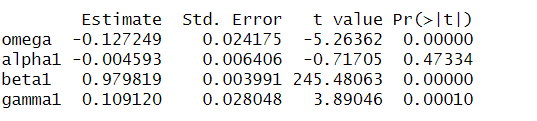 Estimate Std. Error t value Pr(>|t|)
omega -0.127249 0.024175 -5.26362 0.00000
alpha1 -0.004593 0.006406 -0.71705 0.47334
beta1 0.979819 0.003991 245.48063 0.00000
gamma1 0.109120 0.028048 3.89046 0.00010